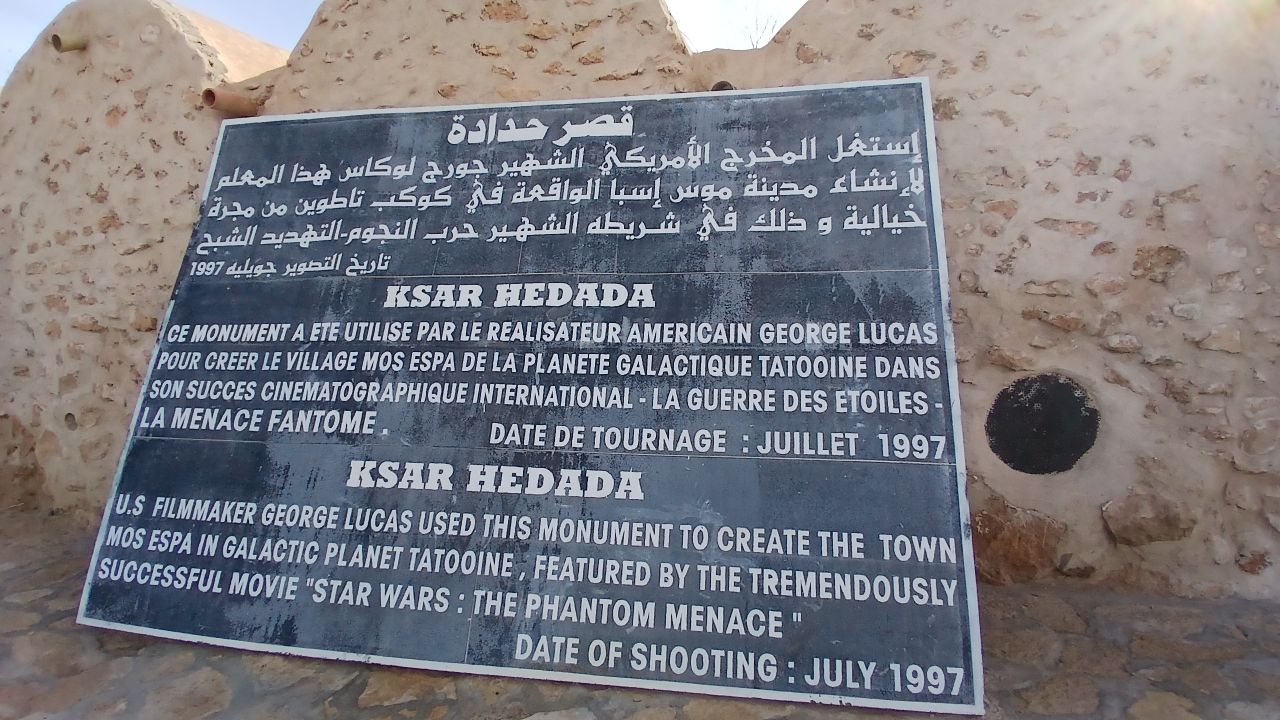 قصر حدادة
إستغل المخرج الأمريكي الشهير جورج لوكاس هذا المعلم
لإنشاء مدينة موس إسبا الواقعة في كوكب تاطوين من مجرة
خيالية و ذلك في شريطه الشهير حرب النجوم-التهديد الشبح
تاريخ التصوير جويليه 1997
KSAR HEDADA
CE MONUMENT A ETE UTILISE PAR LE REALISATEUR AMERICAIN GEORGE LUCAS
POUR CREER LE VILLAGE MOS ESPA DE LA PLANETE GALACTIQUE TATOOINE DANS
SON SUCCES CINEMATOGRAPHIQUE INTERNATIONAL - LA GUERRE DES ETOILES -
LA MENACE FANTOME . DATE DE TOURNAGE : JUILLET 1997
KSAR HEDADA
U.S FILMMAKER GEORGE LUCAS USED THIS MONUMENT TO CREATE THE TOWN
MOS ESPA IN GALACTIC PLANET TATOOINE , FEATURED BY THE TREMENDOUSLY
SUCCESSFUL MOVIE "STAR WARS : THE PHANTOM MENACE "
DATE OF SHOOTING : JULY 1997